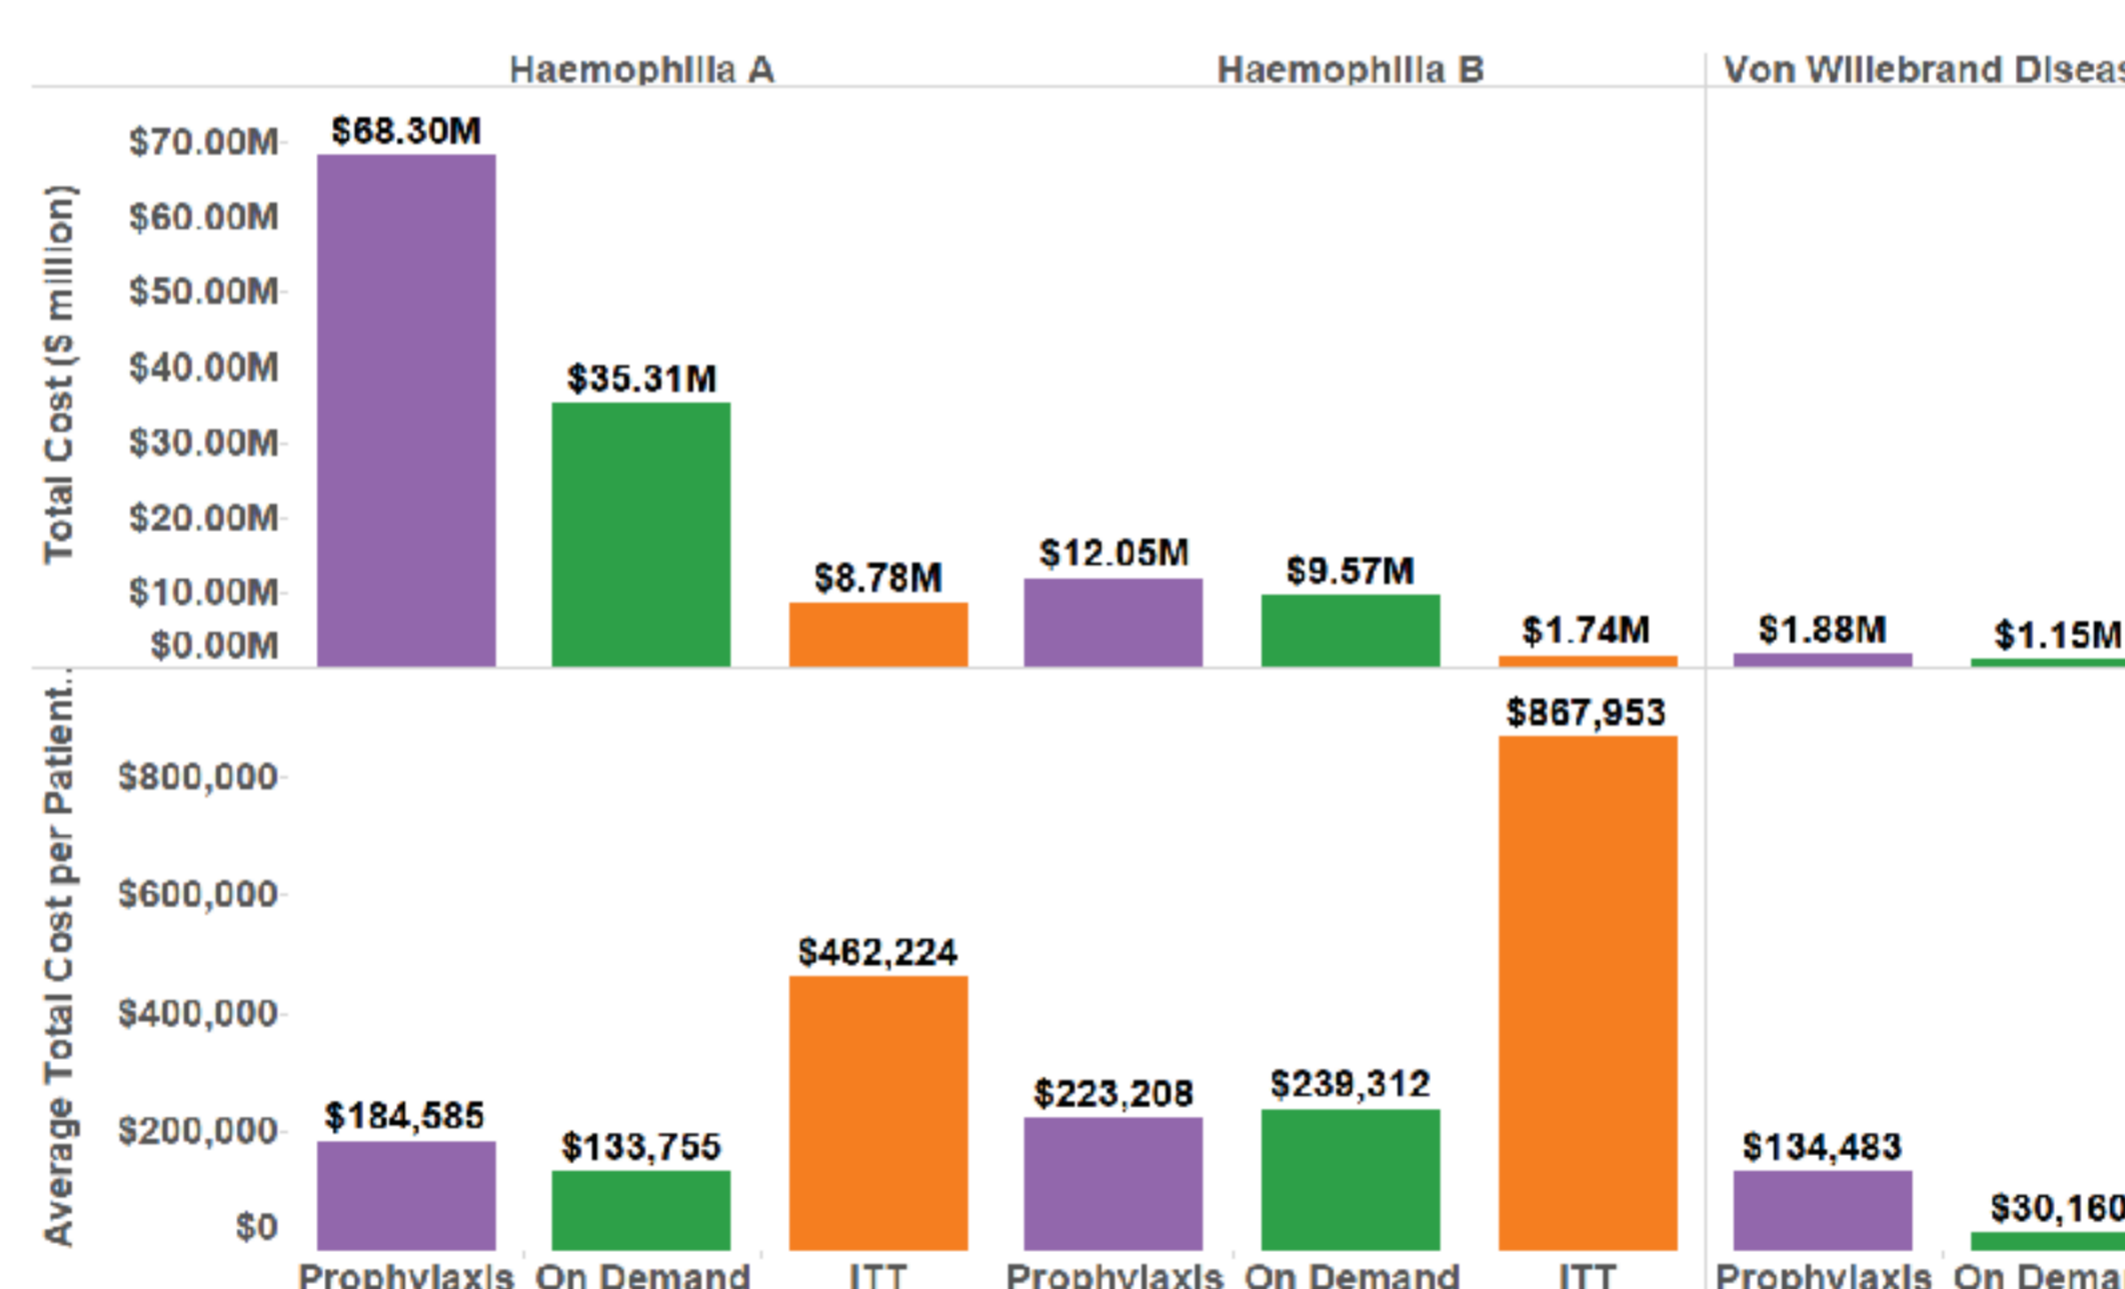 Haemophilia A Haemophilia B Von Willebrand Diseas
Total Cost ($ million)
$70.00M
$60.00M
$50.00M
$40.00M
$30.00M
$20.00M
$10.00M
$0.00M
$68.30M
$35.31M
$8.78M
$12.05M
$9.57M
$1.74M
$1.88M
$1.15M
Average Total Cost per Patient..
$800,000
$600,000
$400,000
$200,000
$0
$184,585
$133,755
$462,224
$223,208
$239,312
$867,953
$134,483
$30,160
Prophylaxis On Demand ITT Prophylaxis On Demand ITT Prophylaxis On Dema